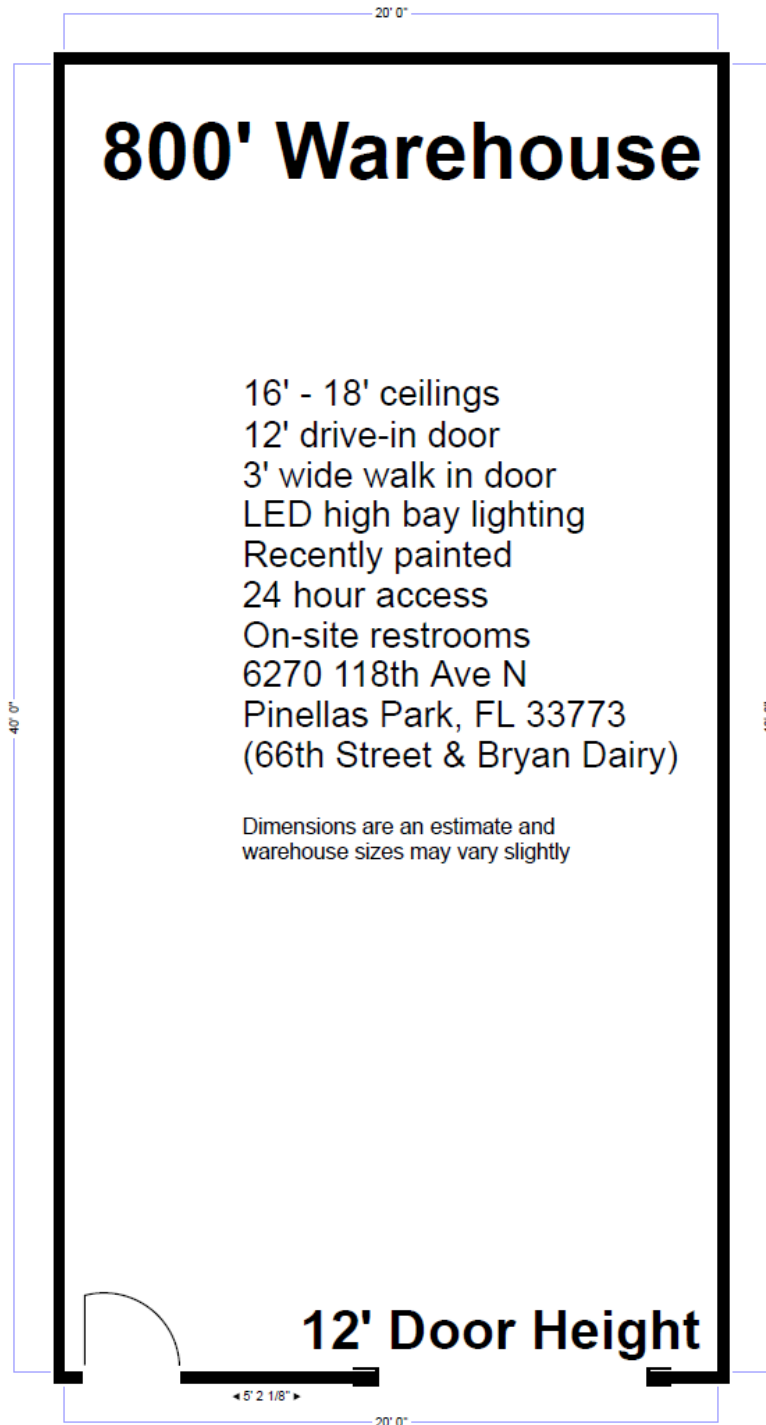 20' 0"
800' Warehouse
16' - 18' ceilings
12' drive-in door
3' wide walk in door
LED high bay lighting
Recently painted
24 hour access
On-site restrooms
6270 118th Ave N
Pinellas Park, FL 33773
(66th Street & Bryan Dairy)
40' 0"
Dimensions are an estimate and
warehouse sizes may vary slightly
12' Door Height
5' 2 1/8"
20' 0"